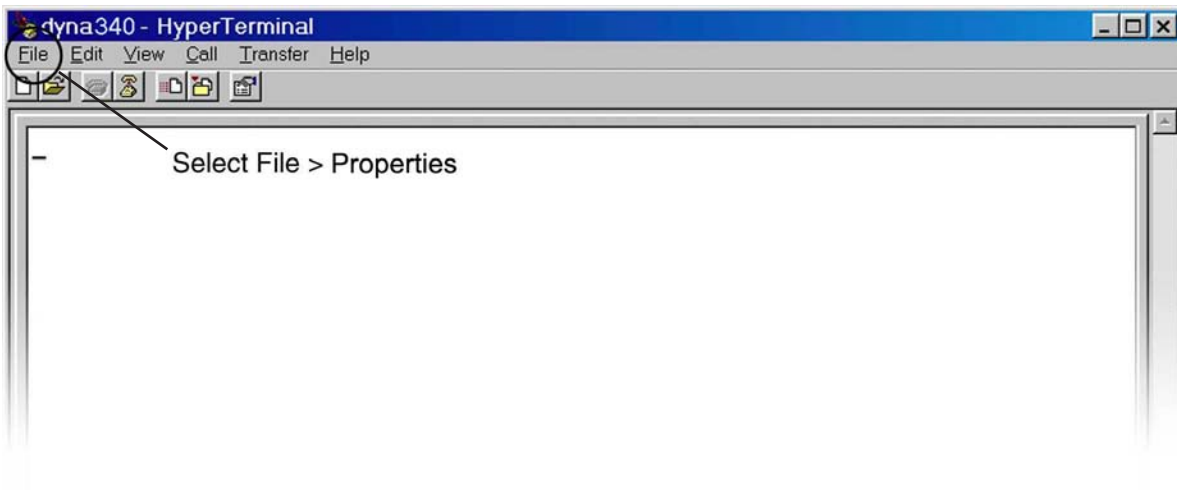 dyna340 - HyperTerminal
File Edit View Call Transfer Help
Select File > Properties